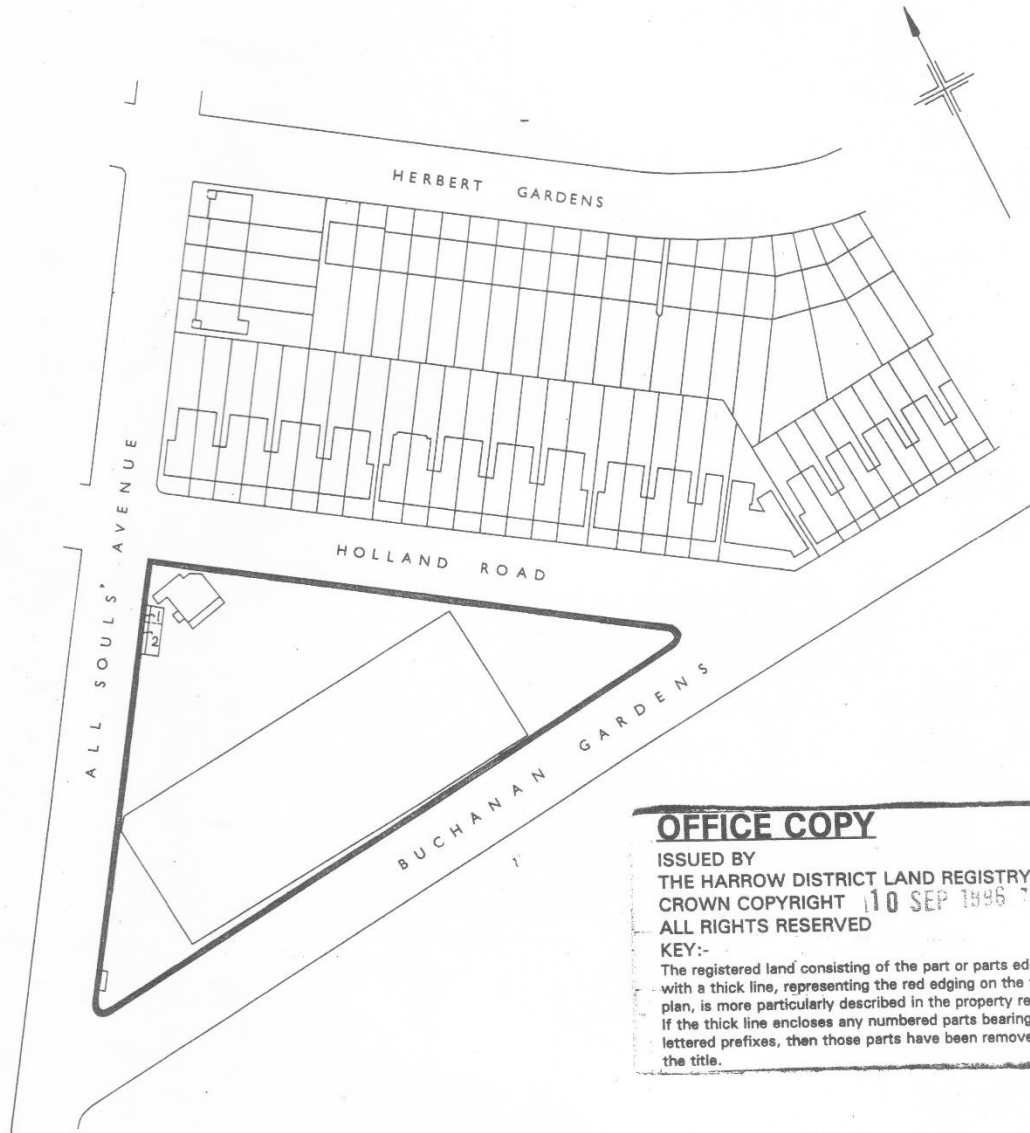 HERBERT GARDENS
ALL SOULS' AVENUE
HOLLAND ROAD
1
2
BUCHANAN GARDENS
OFFICE COPY
ISSUED BY
THE HARROW DISTRICT LAND REGISTRY
CROWN COPYRIGHT 10 SEP 1996
ALL RIGHTS RESERVED
KEY:-
The registered land consisting of the part or parts ed
with a thick line, representing the red edging on the
plan, is more particularly described in the property re
If the thick line encloses any numbered parts bearing
lettered prefixes, then those parts have been remove
the title.